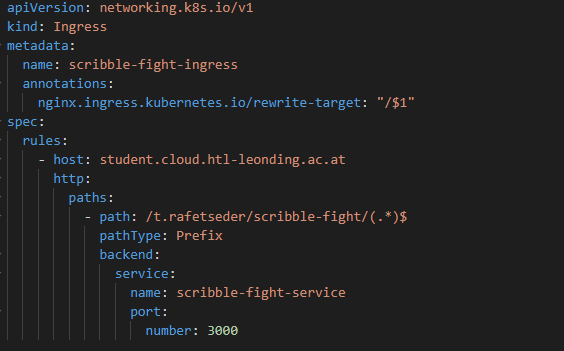 apiVersion: networking.k8s.io/v1
kind: Ingress
metadata:
  name: scribble-fight-ingress
  annotations:
    nginx.ingress.kubernetes.io/rewrite-target: "/$1"
spec:
  rules:
    - host: student.cloud.htl-leonding.ac.at
      http:
        paths:
          - path: /t.rafetseder/scribble-fight/(.*)$
            pathType: Prefix
            backend:
              service:
                name: scribble-fight-service
                port:
                  number: 3000